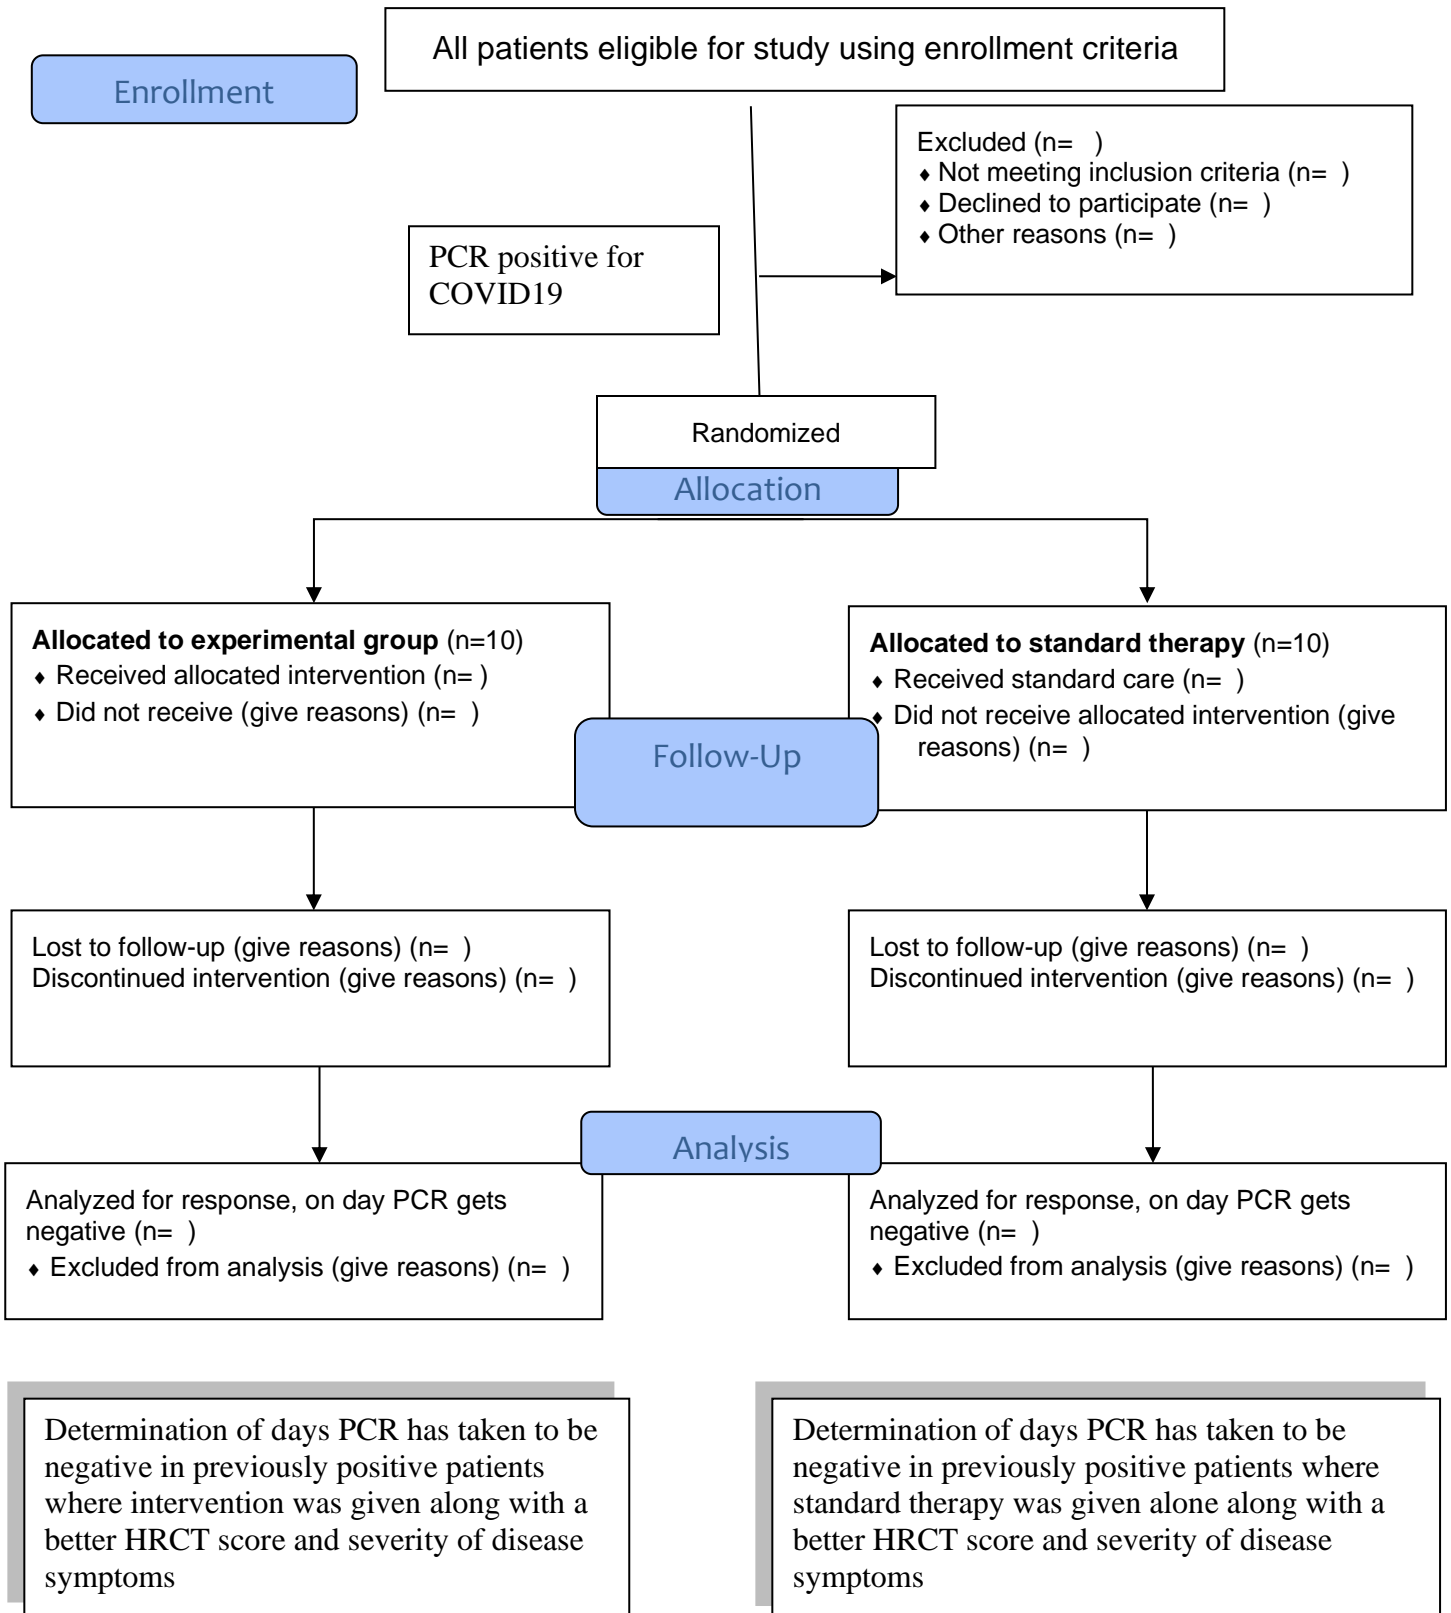 All patients eligible for study using enrollment criteria
Enrollment
Excluded (n=   )
♦ Not meeting inclusion criteria (n=  )
♦ Declined to participate (n=  )
♦ Other reasons (n=  )
PCR positive for
COVID19
Randomized
Allocation
Allocated to experimental group (n=10)
♦ Received allocated intervention (n= )
♦ Did not receive (give reasons) (n=  )
Allocated to standard therapy (n=10)
♦ Received standard care (n=  )
♦ Did not receive allocated intervention (give
reasons) (n=  )
Follow-Up
Lost to follow-up (give reasons) (n=  )
Discontinued intervention (give reasons) (n=  )
Lost to follow-up (give reasons) (n=  )
Discontinued intervention (give reasons) (n=  )
Analysis
Analyzed for response, on day PCR gets
negative (n=  )
♦ Excluded from analysis (give reasons) (n=  )
Analyzed for response, on day PCR gets
negative (n=  )
♦ Excluded from analysis (give reasons) (n=  )
Determination of days PCR has taken to be
negative in previously positive patients
where intervention was given along with a
better HRCT score and severity of disease
symptoms
Determination of days PCR has taken to be
negative in previously positive patients where
standard therapy was given alone along with a
better HRCT score and severity of disease
symptoms